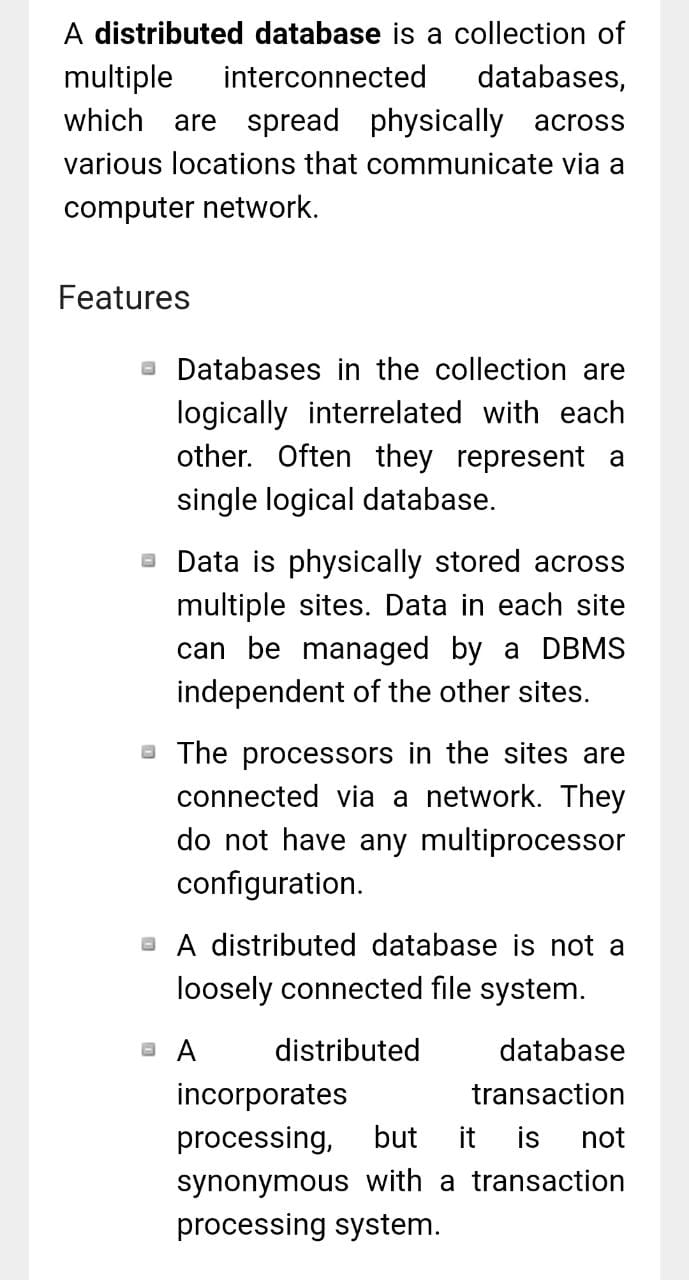 A distributed database is a collection of
multiple interconnected databases,
which are spread physically across
various locations that communicate via a
computer network.
Features
Databases in the collection are
logically interrelated with each
other. Often they represent a
single logical database.
Data is physically stored across
multiple sites. Data in each site
can be managed by a DBMS
independent of the other sites.
The processors in the sites are
connected via a network. They
do not have any multiprocessor
configuration.
A distributed database is not a
loosely connected file system.
A distributed database
incorporates transaction
processing, but it is not
synonymous with a transaction
processing system.